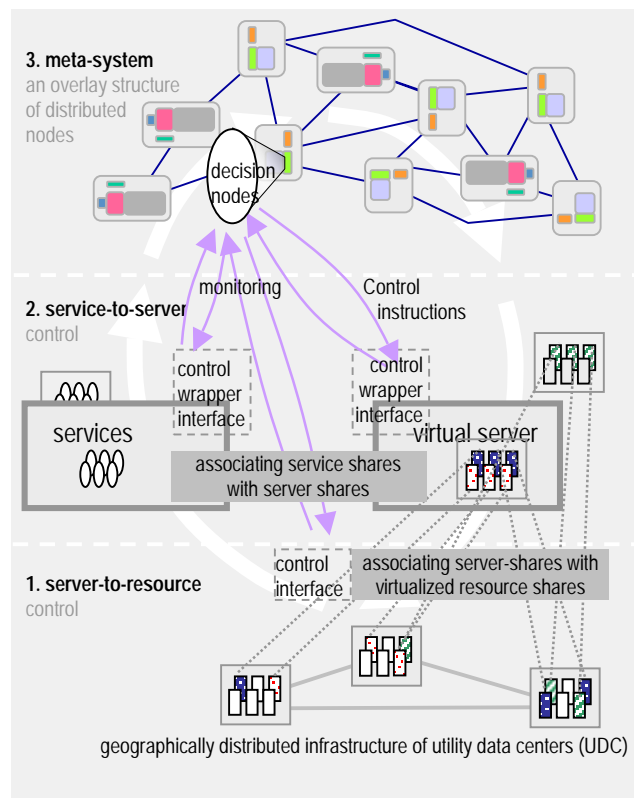 3. meta-system
an overlay structure
of distributed
nodes
decision
nodes
monitoring
Control
instructions
2. service-to-server
control
control
wrapper
interface
control
wrapper
interface
services
virtual server
associating service shares
with server shares
control
interface
associating server-shares with
virtualized resource shares
1. server-to-resource
control
geographically distributed infrastructure of utility data centers (UDC)